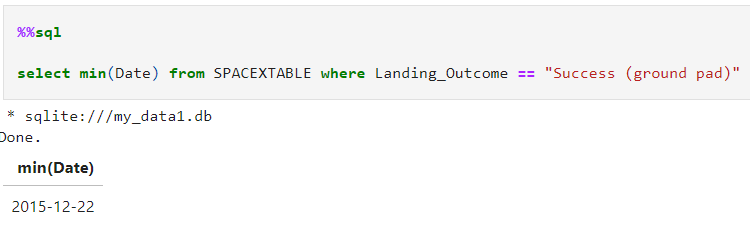 %%sql
select min(Date) from SPACEXTABLE where Landing_Outcome == "Success (ground pad)"
* sqlite:///my_data1.db
Done.
min(Date)
2015-12-22